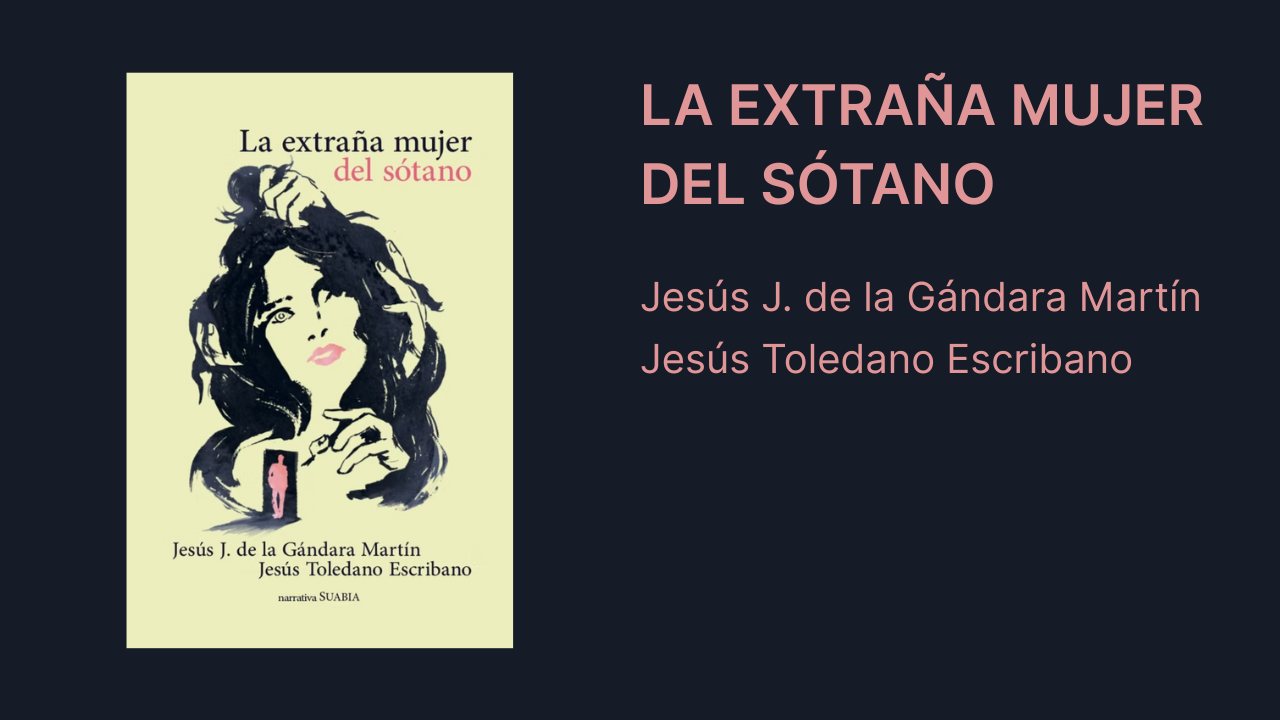 La extraña mujer
del sótano
Jesús J. de la Gándara Martín
Jesús Toledano Escribano
narrativa SUABIA
LA EXTRAÑA MUJER
DEL SÓTANO
Jesús J. de la Gándara Martín
Jesús Toledano Escribano